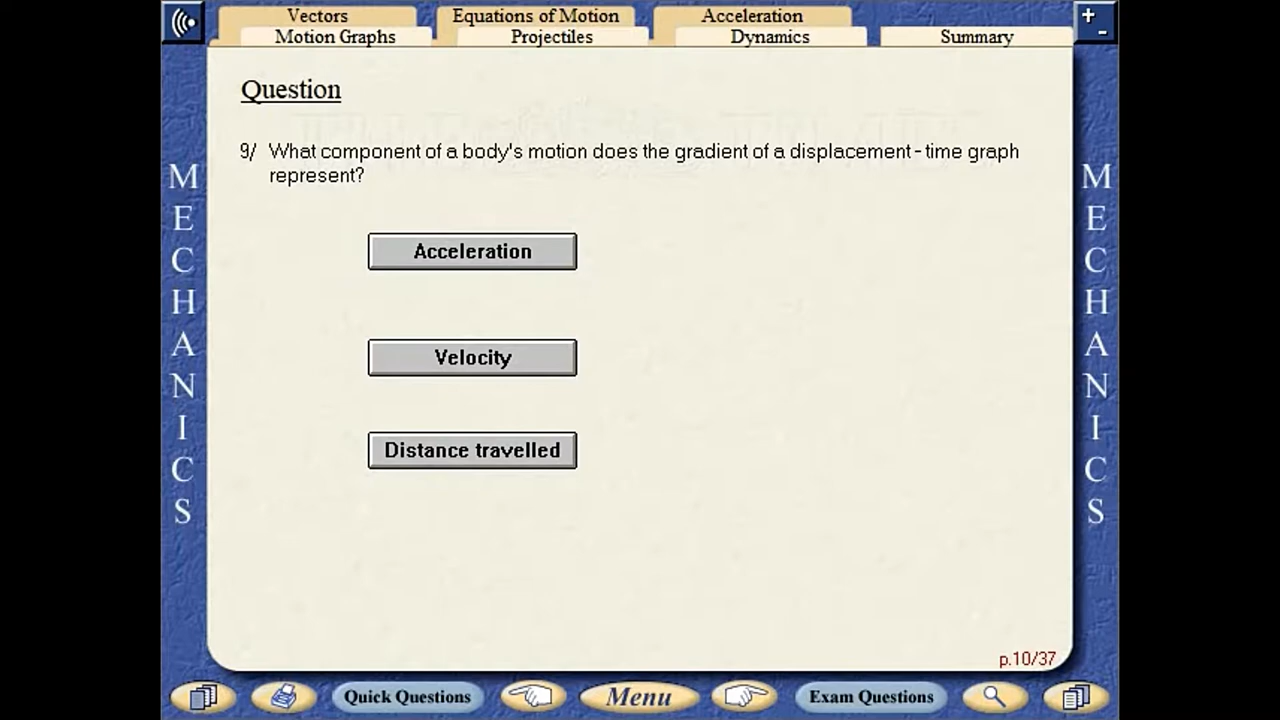 Vectors
Equations of Motion
Acceleration
Motion Graphs
Projectiles
Dynamics
Summary
+
-
Question
9/ What component of a body's motion does the gradient of a displacement - time graph
represent?
MECHANICS
MECHANICS
Acceleration
Velocity
Distance travelled
p.10/37
Quick Questions
Menu
Exam Questions